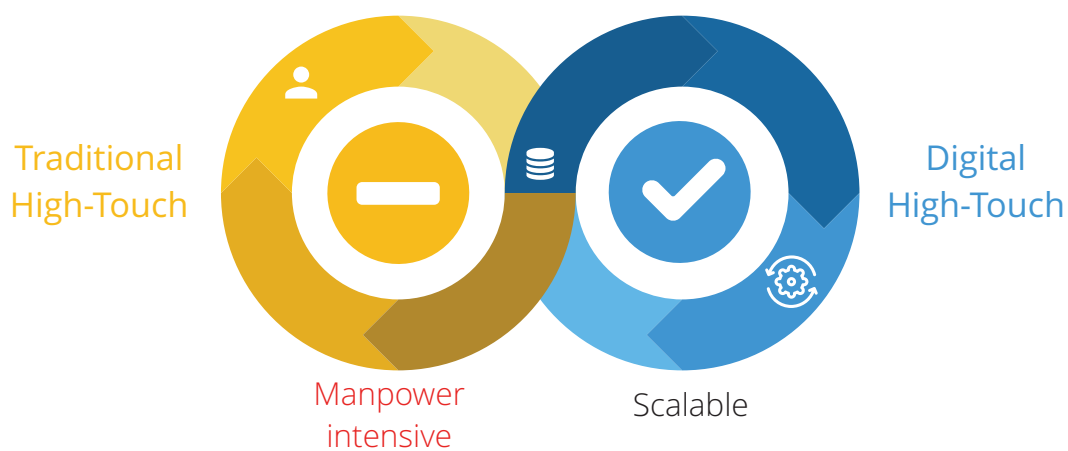 Traditional
High-Touch
Digital
High-Touch
Manpower
intensive
Scalable